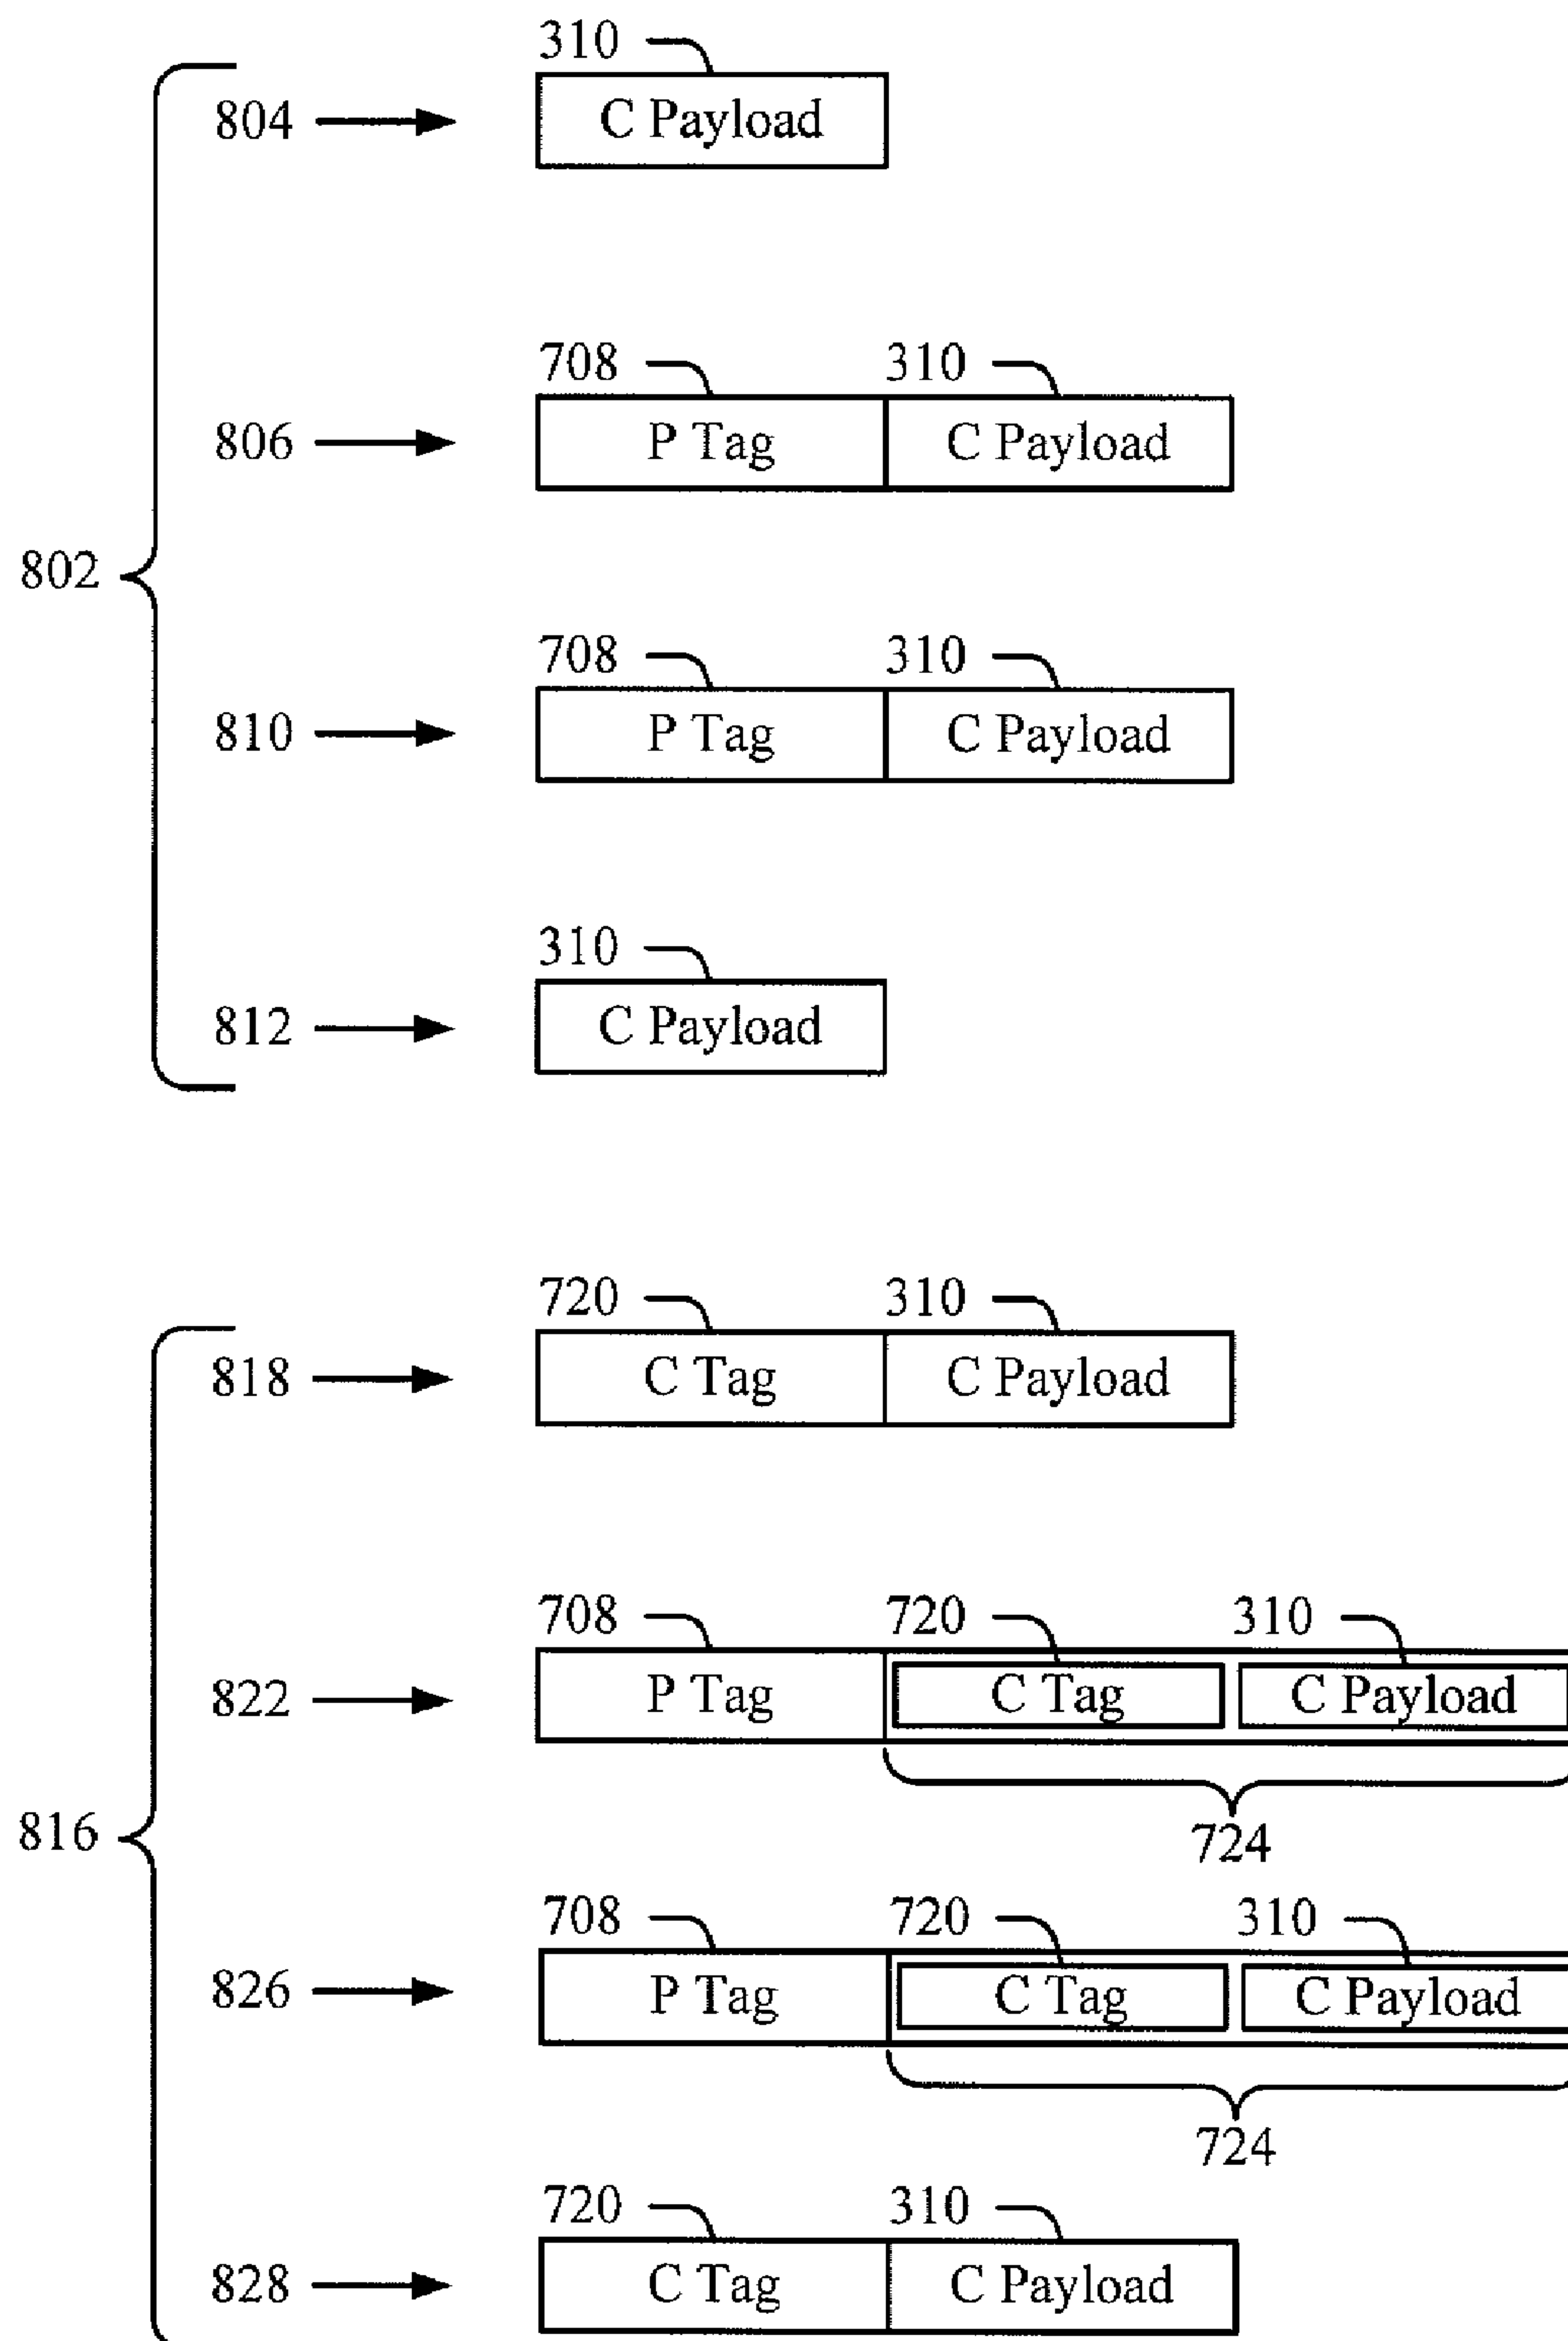 310
804 C Payload
708 310
806 P Tag C Payload
802
708 310
810 P Tag C Payload
310
812 C Payload
720 310
818 C Tag C Payload
708 720 310
822 P Tag C Tag C Payload
816
724
708 720 310
826 P Tag C Tag C Payload
724
720 310
828 C Tag C Payload